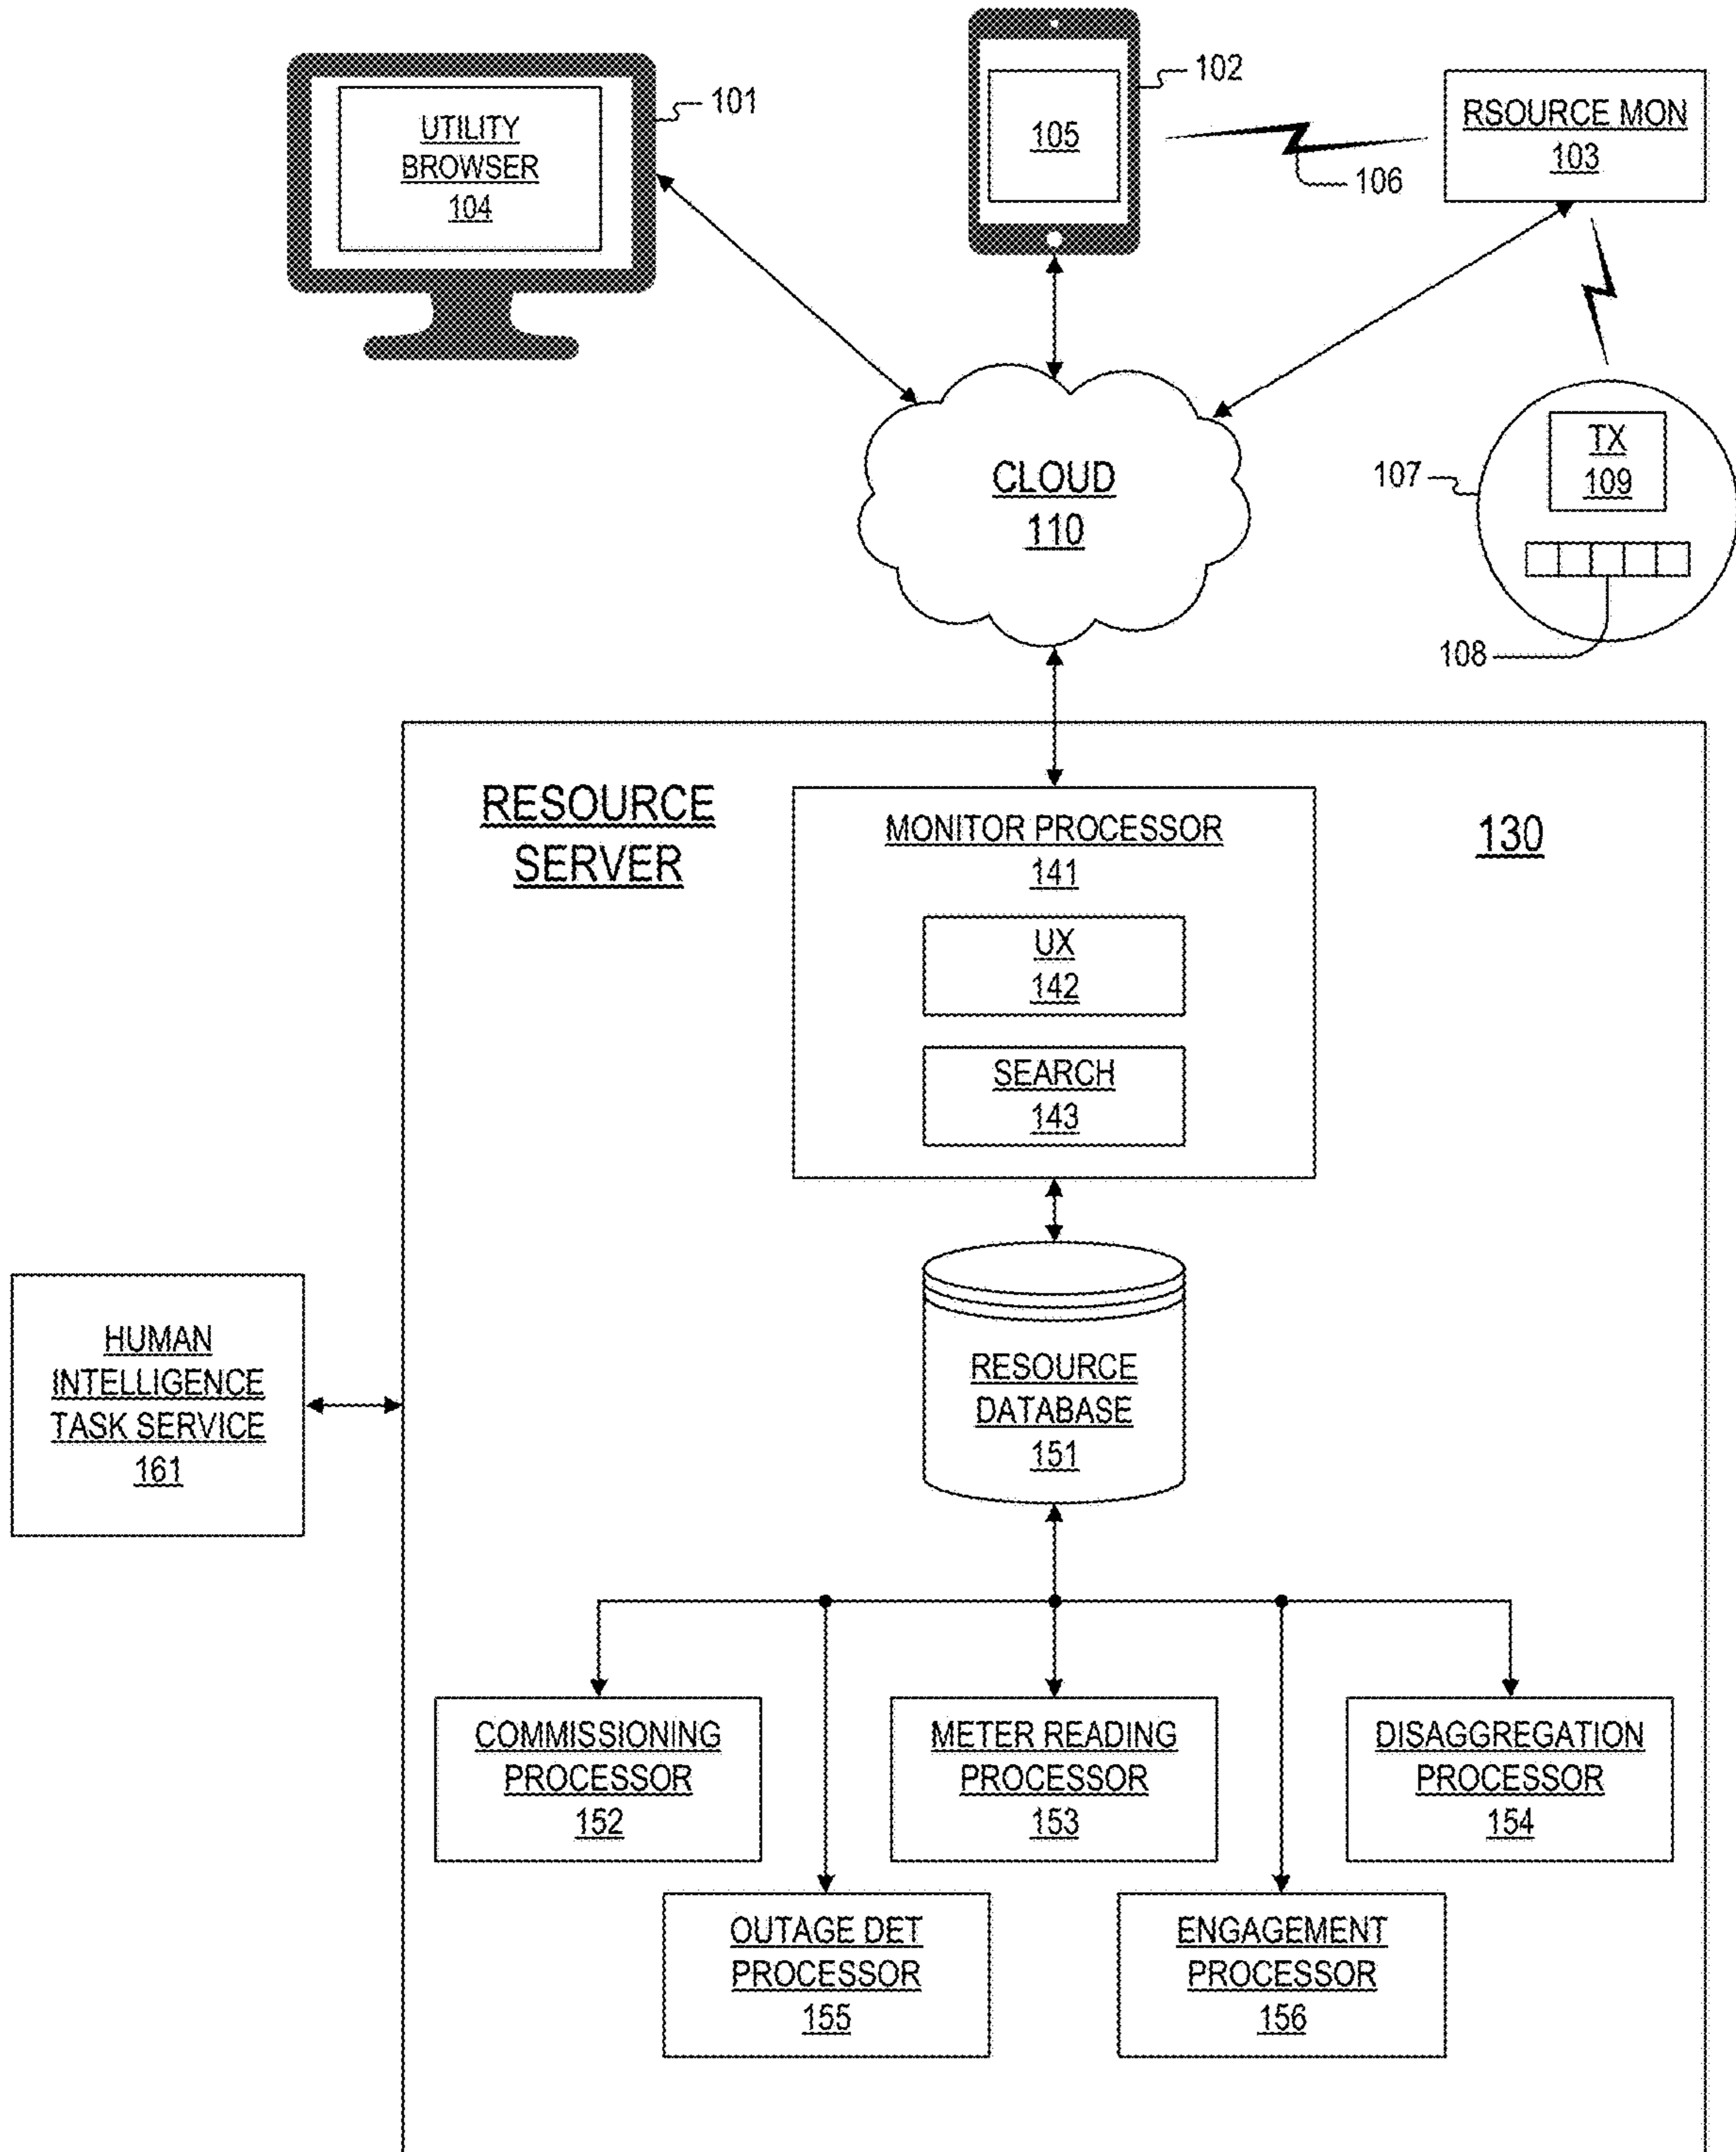 101
UTILITY
BROWSER
104
102
105
106
RSOURCE MON
103
CLOUD
110
107
TX
109
108
RESOURCE
SERVER
130
MONITOR PROCESSOR
141
UX
142
SEARCH
143
HUMAN
INTELLIGENCE
TASK SERVICE
161
RESOURCE
DATABASE
151
COMMISSIONING
PROCESSOR
152
METER READING
PROCESSOR
153
DISAGGREGATION
PROCESSOR
154
OUTAGE DET
PROCESSOR
155
ENGAGEMENT
PROCESSOR
156